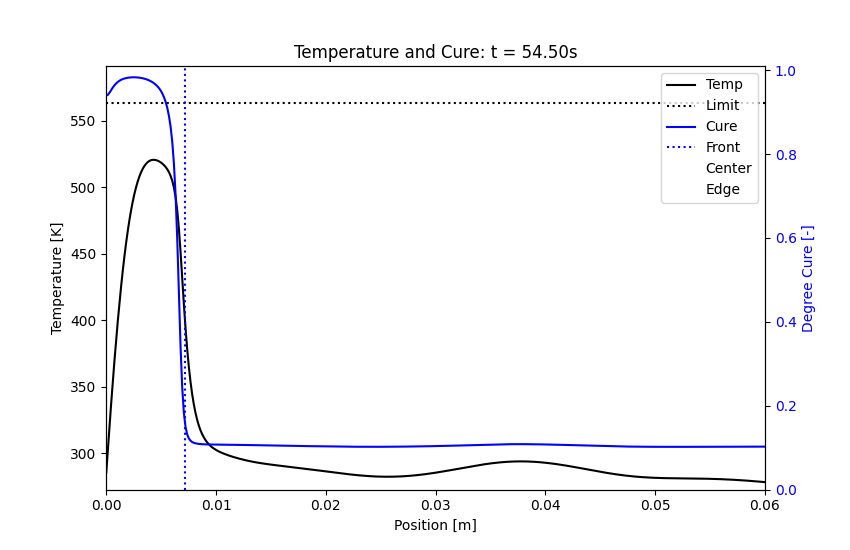 Temperature and Cure: t = 54.50s
Temp
Limit
Cure
Front
Center
Edge
Temperature [K]
550
500
450
400
350
300
Degree Cure [-]
1.0
0.8
0.6
0.4
0.2
0.0
0.00 0.01 0.02 0.03 0.04 0.05 0.06
Position [m]